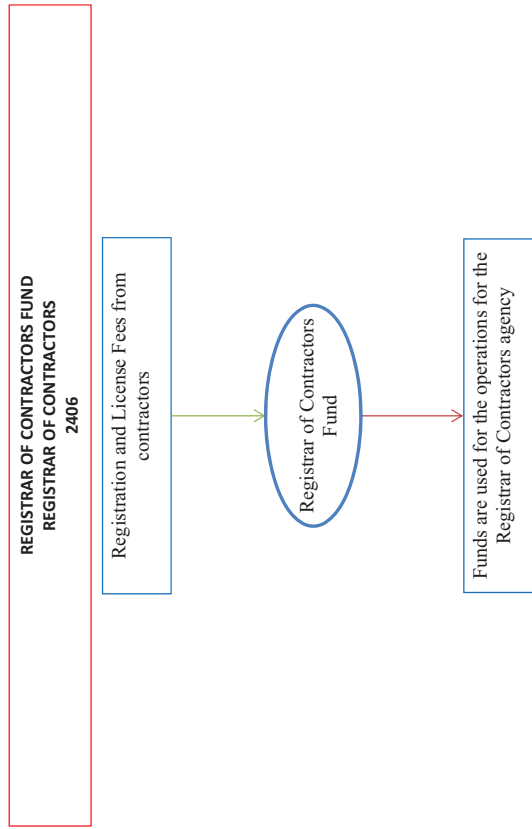 REGISTRAR OF CONTRACTORS FUND
REGISTRAR OF CONTRACTORS
2406
Registration and License Fees from
contractors
Registrar of Contractors
Fund
Funds are used for the operations for the
Registrar of Contractors agency